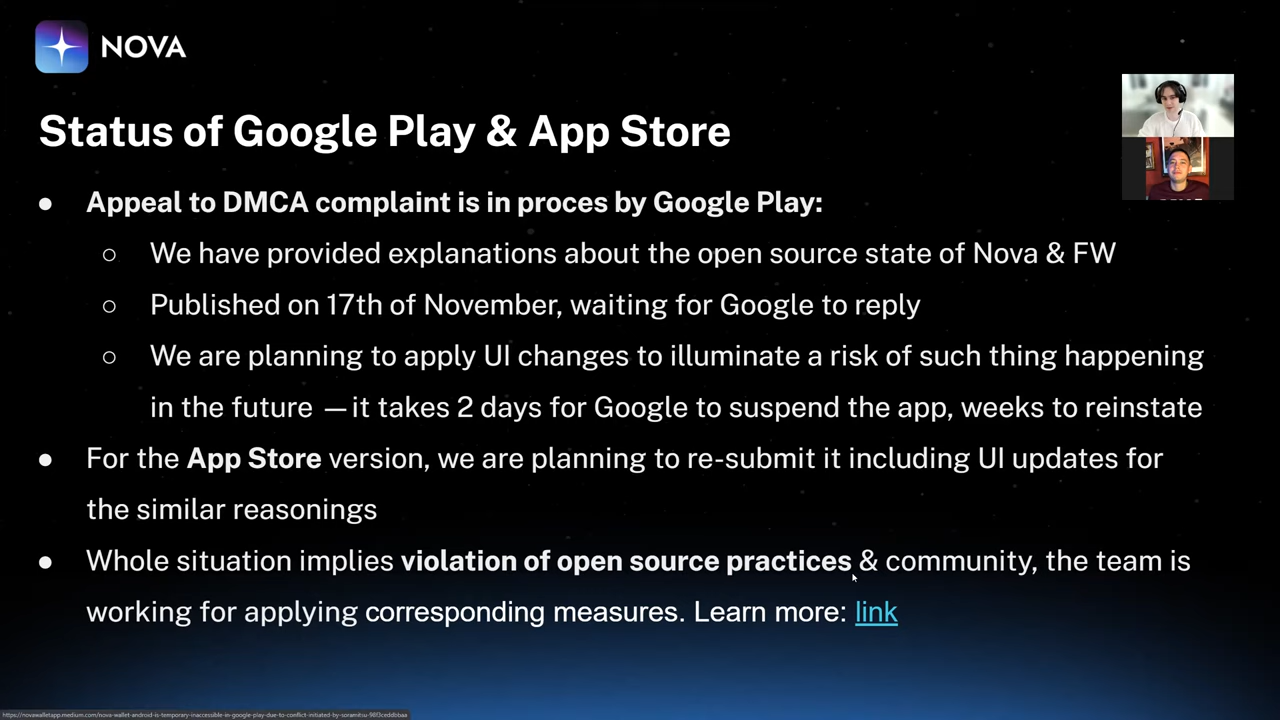 NOVA
Status of Google Play & App Store
● Appeal to DMCA complaint is in proces by Google Play:
○ We have provided explanations about the open source state of Nova & FW
○ Published on 17th of November, waiting for Google to reply
○ We are planning to apply UI changes to illuminate a risk of such thing happening
in the future —it takes 2 days for Google to suspend the app, weeks to reinstate
● For the App Store version, we are planning to re-submit it including UI updates for
the similar reasonings
● Whole situation implies violation of open source practices & community, the team is
working for applying corresponding measures. Learn more: link